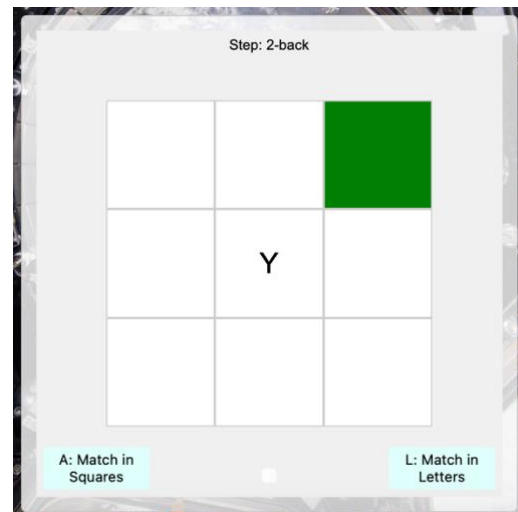 Step: 2-back
Y
A: Match in
Squares
L: Match in
Letters